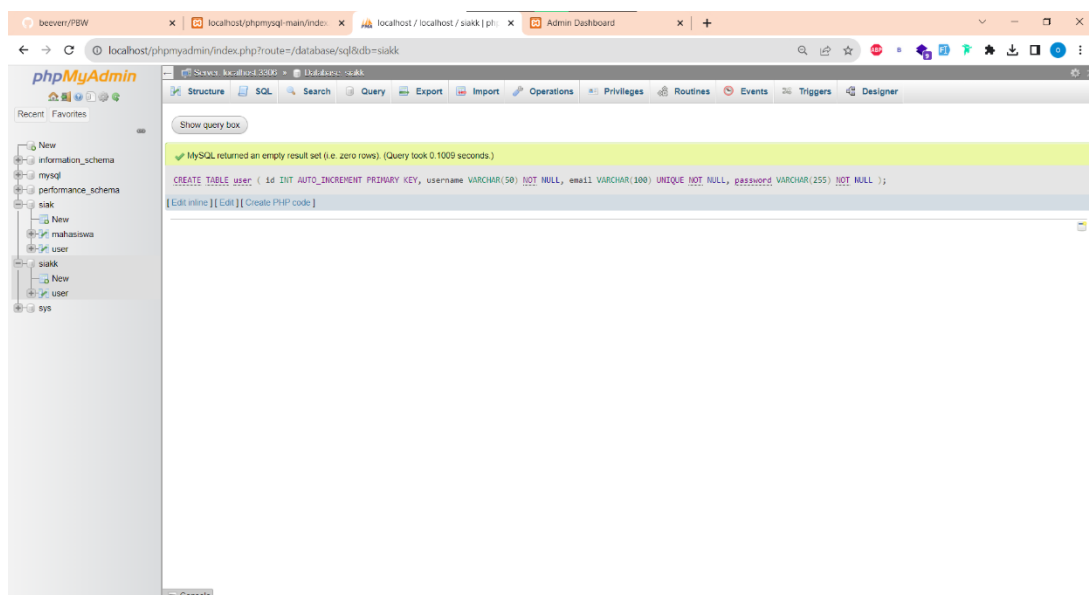 beeverr/PBW
localhost/phpmysql-main/index.
localhost / localhost / siakk | ph
Admin Dashboard
localhost/phpmyadmin/index.php?route=/database/sql&db=siakk
phpMyAdmin
Recent Favorites
New
information_schema
mysql
performance_schema
siak
New
mahasiswa
user
siakk
New
user
sys
Server: localhost:3306 » Database: siakk
Structure SQL Search Query Export Import Operations Privileges Routines Events Triggers Designer
Show query box
MySQL returned an empty result set (i.e. zero rows). (Query took 0.1009 seconds.)
CREATE TABLE user ( id INT AUTO_INCREMENT PRIMARY KEY, username VARCHAR(50) NOT NULL, email VARCHAR(100) UNIQUE NOT NULL, password VARCHAR(255) NOT NULL );
[ Edit inline ] [ Edit ] [ Create PHP code ]
Console